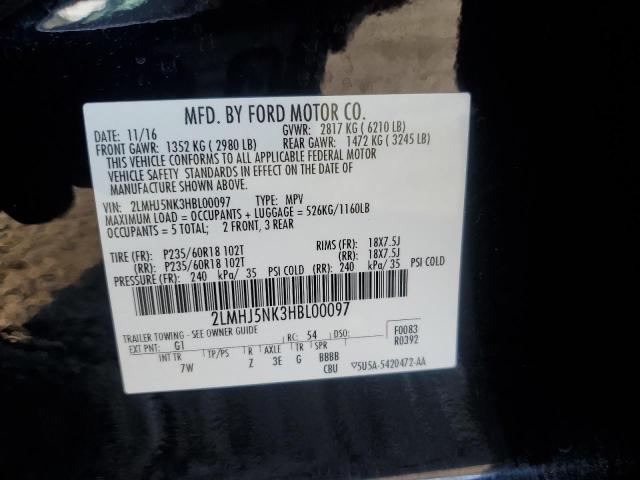 MFD. BY FORD MOTOR CO.
DATE: 11/16 GVWR: 2817 KG ( 6210 LB)
FRONT GAWR: 1352 KG ( 2980 LB) REAR GAWR: 1472 KG ( 3245 LB)
THIS VEHICLE CONFORMS TO ALL APPLICABLE FEDERAL MOTOR
VEHICLE SAFETY STANDARDS IN EFFECT ON THE DATE OF
MANUFACTURE SHOWN ABOVE.
VIN: 2LMHJ5NK3HBL00097 TYPE: MPV
MAXIMUM LOAD = OCCUPANTS + LUGGAGE = 526KG/1160LB
OCCUPANTS = 5 TOTAL; 2 FRONT, 3 REAR
TIRE (FR): P235/60R18 102T RIMS (FR): 18X7.5J
(RR): P235/60R18 102T (RR): 18X7.5J
PRESSURE (FR): 240 kPa/ 35 PSI COLD (RR): 240 kPa/ 35 PSI COLD
2LMHJ5NK3HBL00097
TRAILER TOWING - SEE OWNER GUIDE
EXT PNT: G1 RC: 54 DSO: F0083
R0392
INT TR TP/PS R AXLE TR SPR
7W Z 3E G BBBB
CBU 5U5A-5420472-AA